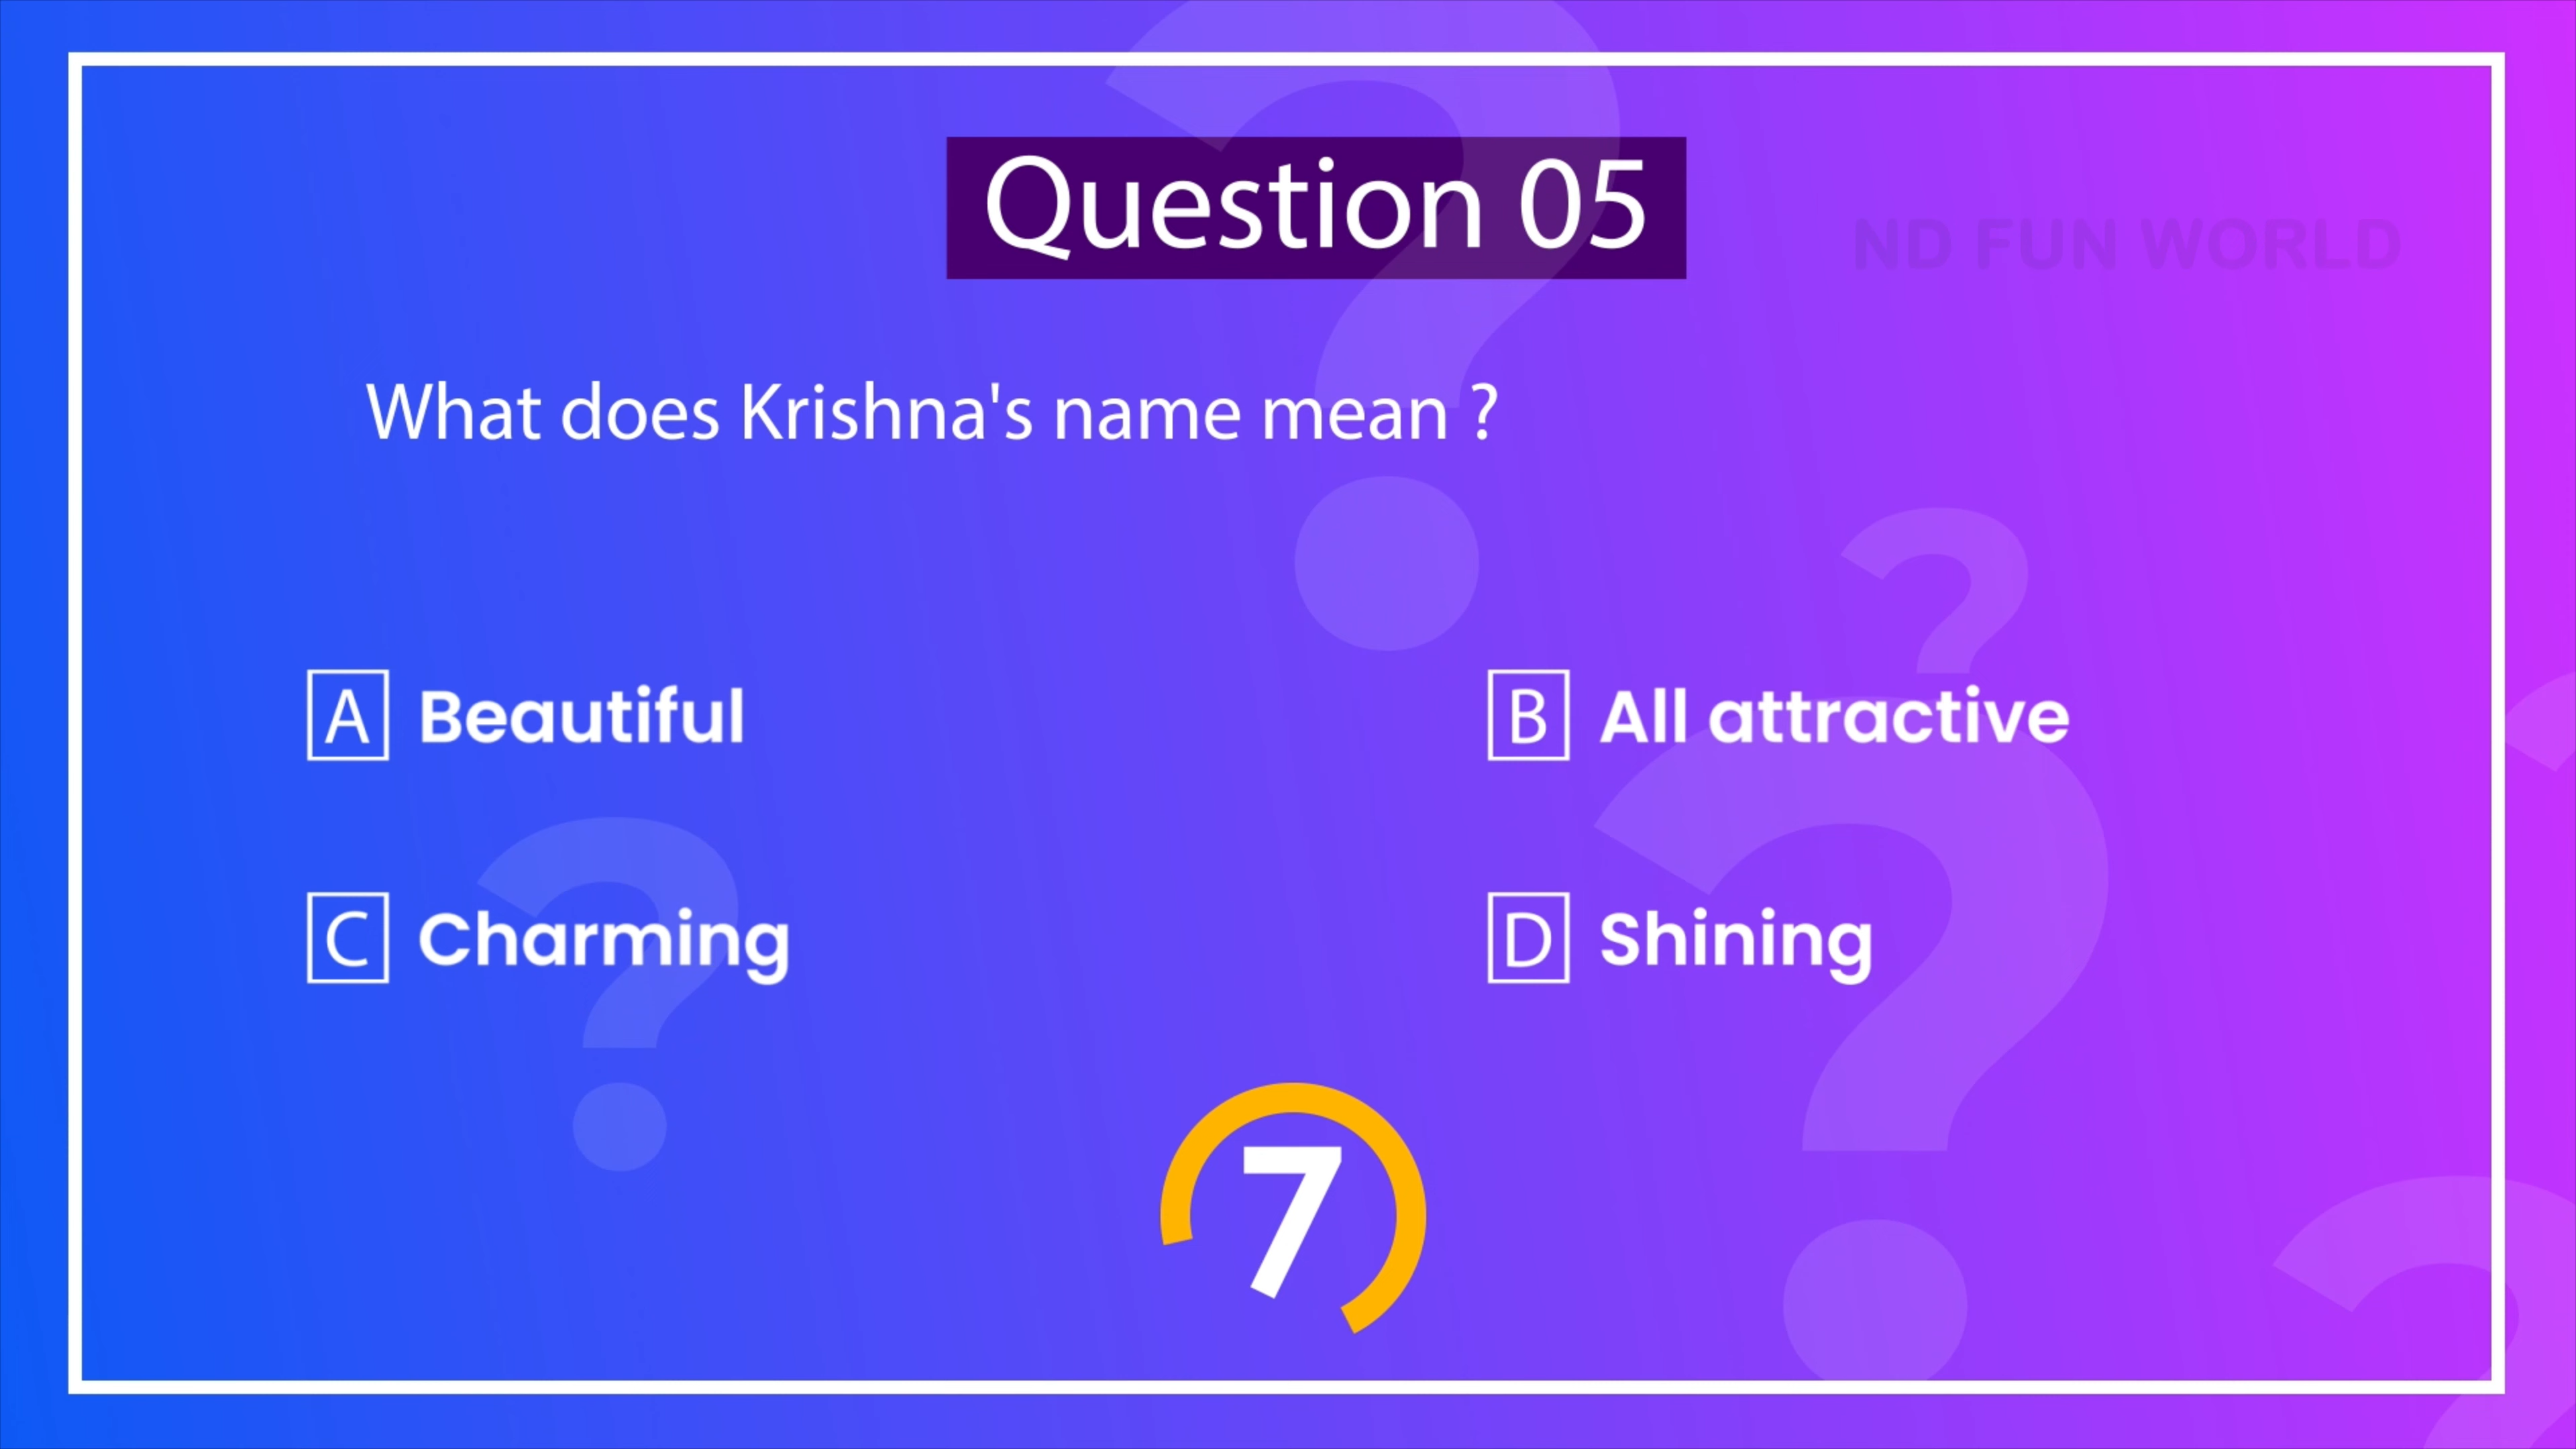 Question 05
ND FUN WORLD
What does Krishna's name mean ?
A Beautiful
B All attractive
C Charming
D Shining
7